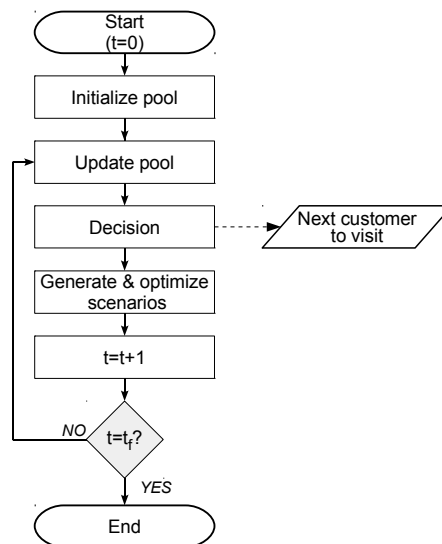 Start
(t=0)
Initialize pool
Update pool
Decision
Next customer
to visit
Generate & optimize
scenarios
t=t+1
t=tf?
NO
YES
End